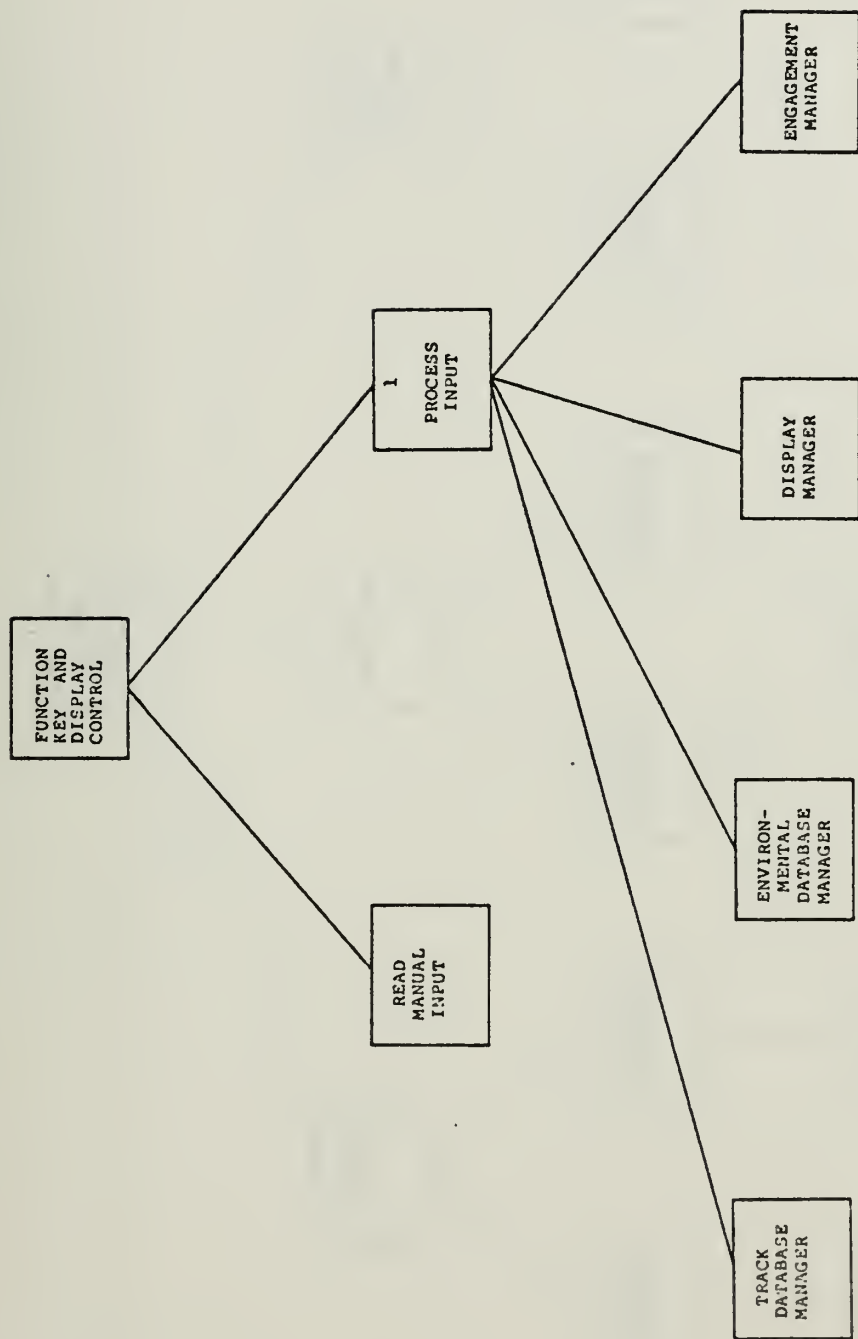 FUNCTION
KEY AND
DISPLAY
CONTROL
READ
MANUAL
INPUT
1
PROCESS
INPUT
TRACK
DATABASE
MANAGER
ENVIRON-
MENTAL
DATABASE
MANAGER
DISPLAY
MANAGER
ENGAGEMENT
MANAGER